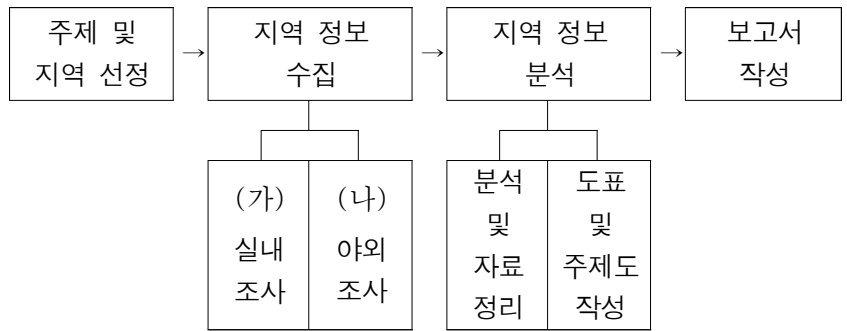 주제 및
지역 선정
→
지역 정보
수집
→
지역 정보
분석
→
보고서
작성
(가)
실내
조사
(나)
야외
조사
분석
및
자료
정리
도표
및
주제도
작성